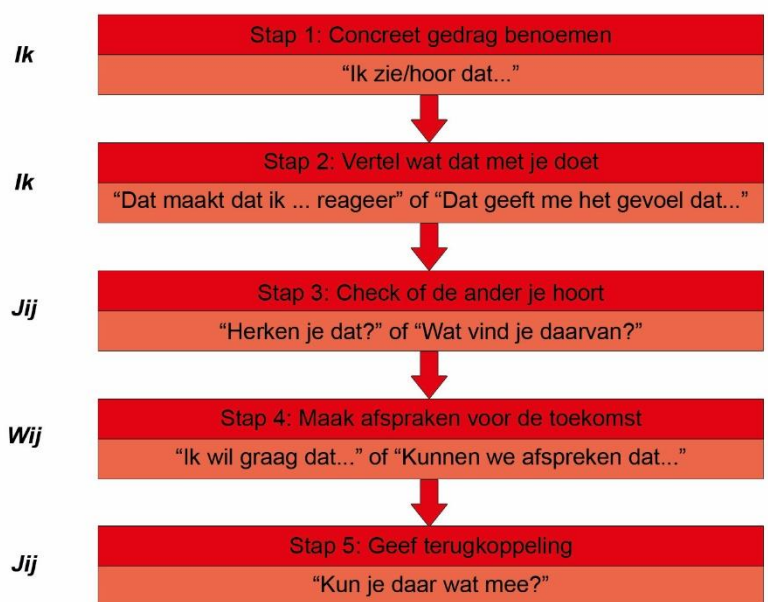 Ik
Stap 1: Concreet gedrag benoemen
“Ik zie/hoor dat...”
Ik
Stap 2: Vertel wat dat met je doet
“Dat maakt dat ik ... reageer” of “Dat geeft me het gevoel dat...”
Jij
Stap 3: Check of de ander je hoort
“Herken je dat?” of “Wat vind je daarvan?”
Wij
Stap 4: Maak afspraken voor de toekomst
“Ik wil graag dat...” of “Kunnen we afspreken dat...”
Jij
Stap 5: Geef terugkoppeling
“Kun je daar wat mee?”